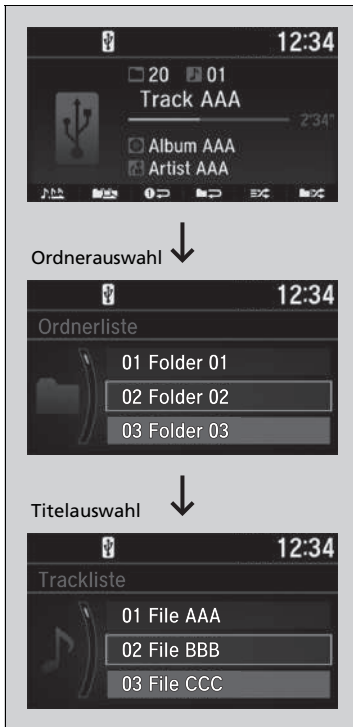 12:34
20 01
Track AAA
2'34"
Album AAA
Artist AAA
Ordnerauswahl
12:34
Ordnerliste
01 Folder 01
02 Folder 02
03 Folder 03
Titelauswahl
12:34
Trackliste
01 File AAA
02 File BBB
03 File CCC